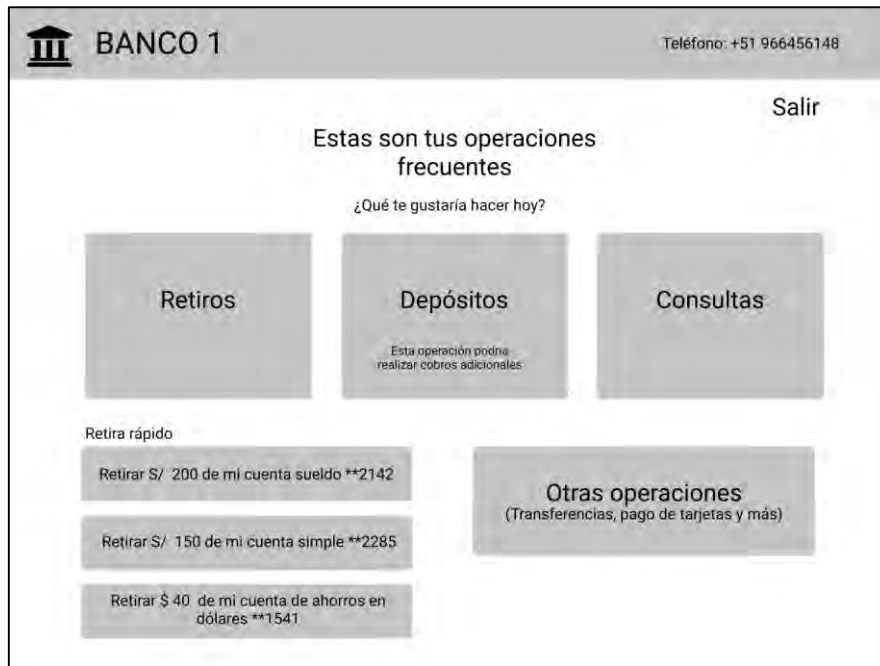 BANCO 1
Teléfono: +51 966456148
Salir
Estas son tus operaciones
frecuentes
¿Qué te gustaría hacer hoy?
Retiros
Depósitos
Esta operación podría
realizar cobros adicionales
Consultas
Retira rápido
Retirar S/ 200 de mi cuenta sueldo **2142
Retirar S/ 150 de mi cuenta simple **2285
Retirar $ 40 de mi cuenta de ahorros en
dólares **1541
Otras operaciones
(Transferencias, pago de tarjetas y más)